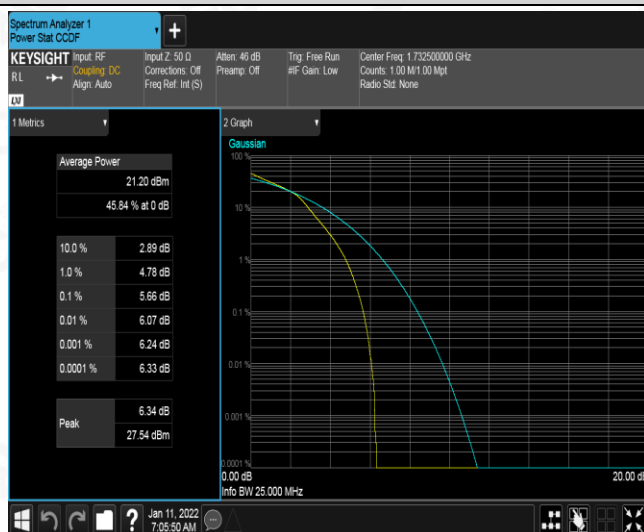 Spectrum Analyzer 1
Power Stat CCDF
+
KEYSIGHT
RL
LXI
Input: RF
Coupling: DC
Align: Auto
Input Z: 50 Ω
Corrections: Off
Freq Ref: Int (S)
Atten: 46 dB
Preamp: Off
Trig: Free Run
#IF Gain: Low
Center Freq: 1.732500000 GHz
Counts: 1.00 M/1.00 Mpt
Radio Std: None
1 Metrics
Average Power
21.20 dBm
45.84 % at 0 dB
10.0 % 2.89 dB
1.0 % 4.78 dB
0.1 % 5.66 dB
0.01 % 6.07 dB
0.001 % 6.24 dB
0.0001 % 6.33 dB
Peak
6.34 dB
27.54 dBm
2 Graph
Gaussian
100 %
10 %
1 %
0.1 %
0.01 %
0.001 %
0.0001 %
0.00 dB
20.00 dB
Info BW 25.000 MHz
?
Jan 11, 2022
7:05:50 AM